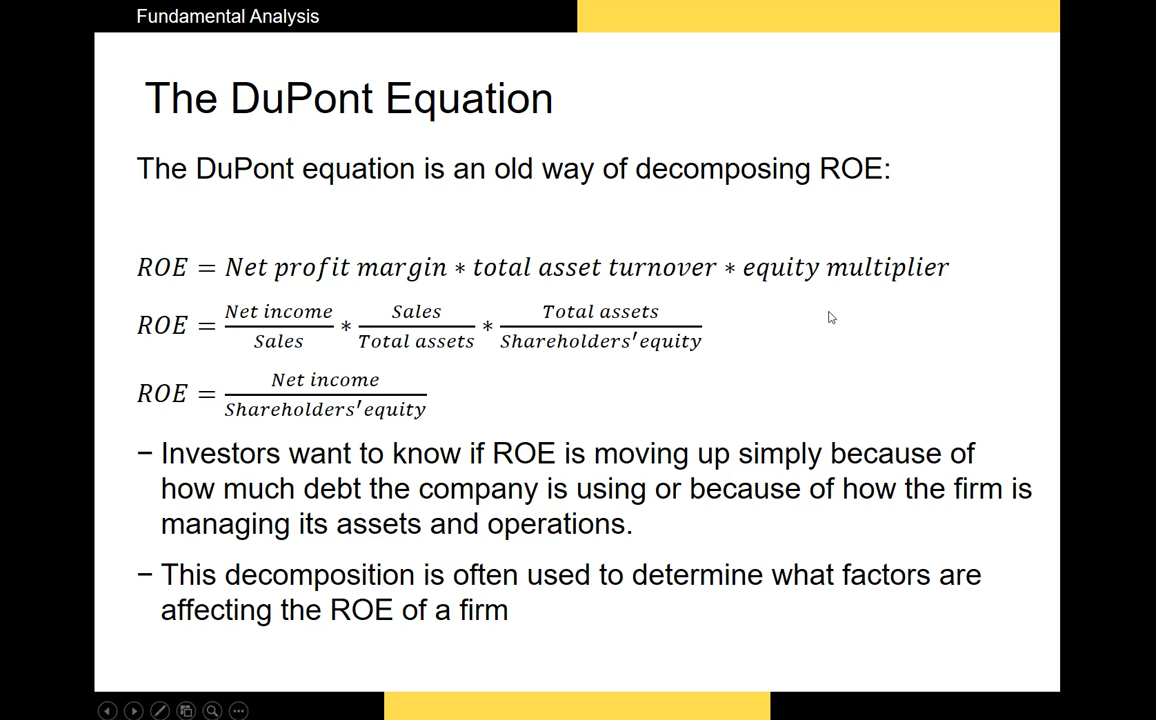 Fundamental Analysis
The DuPont Equation
The DuPont equation is an old way of decomposing ROE:
ROE = Net profit margin ∗ total asset turnover ∗ equity multiplier
ROE = Net income / Sales ∗ Sales / Total assets ∗ Total assets / Shareholders′equity
ROE = Net income / Shareholders′equity
− Investors want to know if ROE is moving up simply because of
how much debt the company is using or because of how the firm is
managing its assets and operations.
− This decomposition is often used to determine what factors are
affecting the ROE of a firm